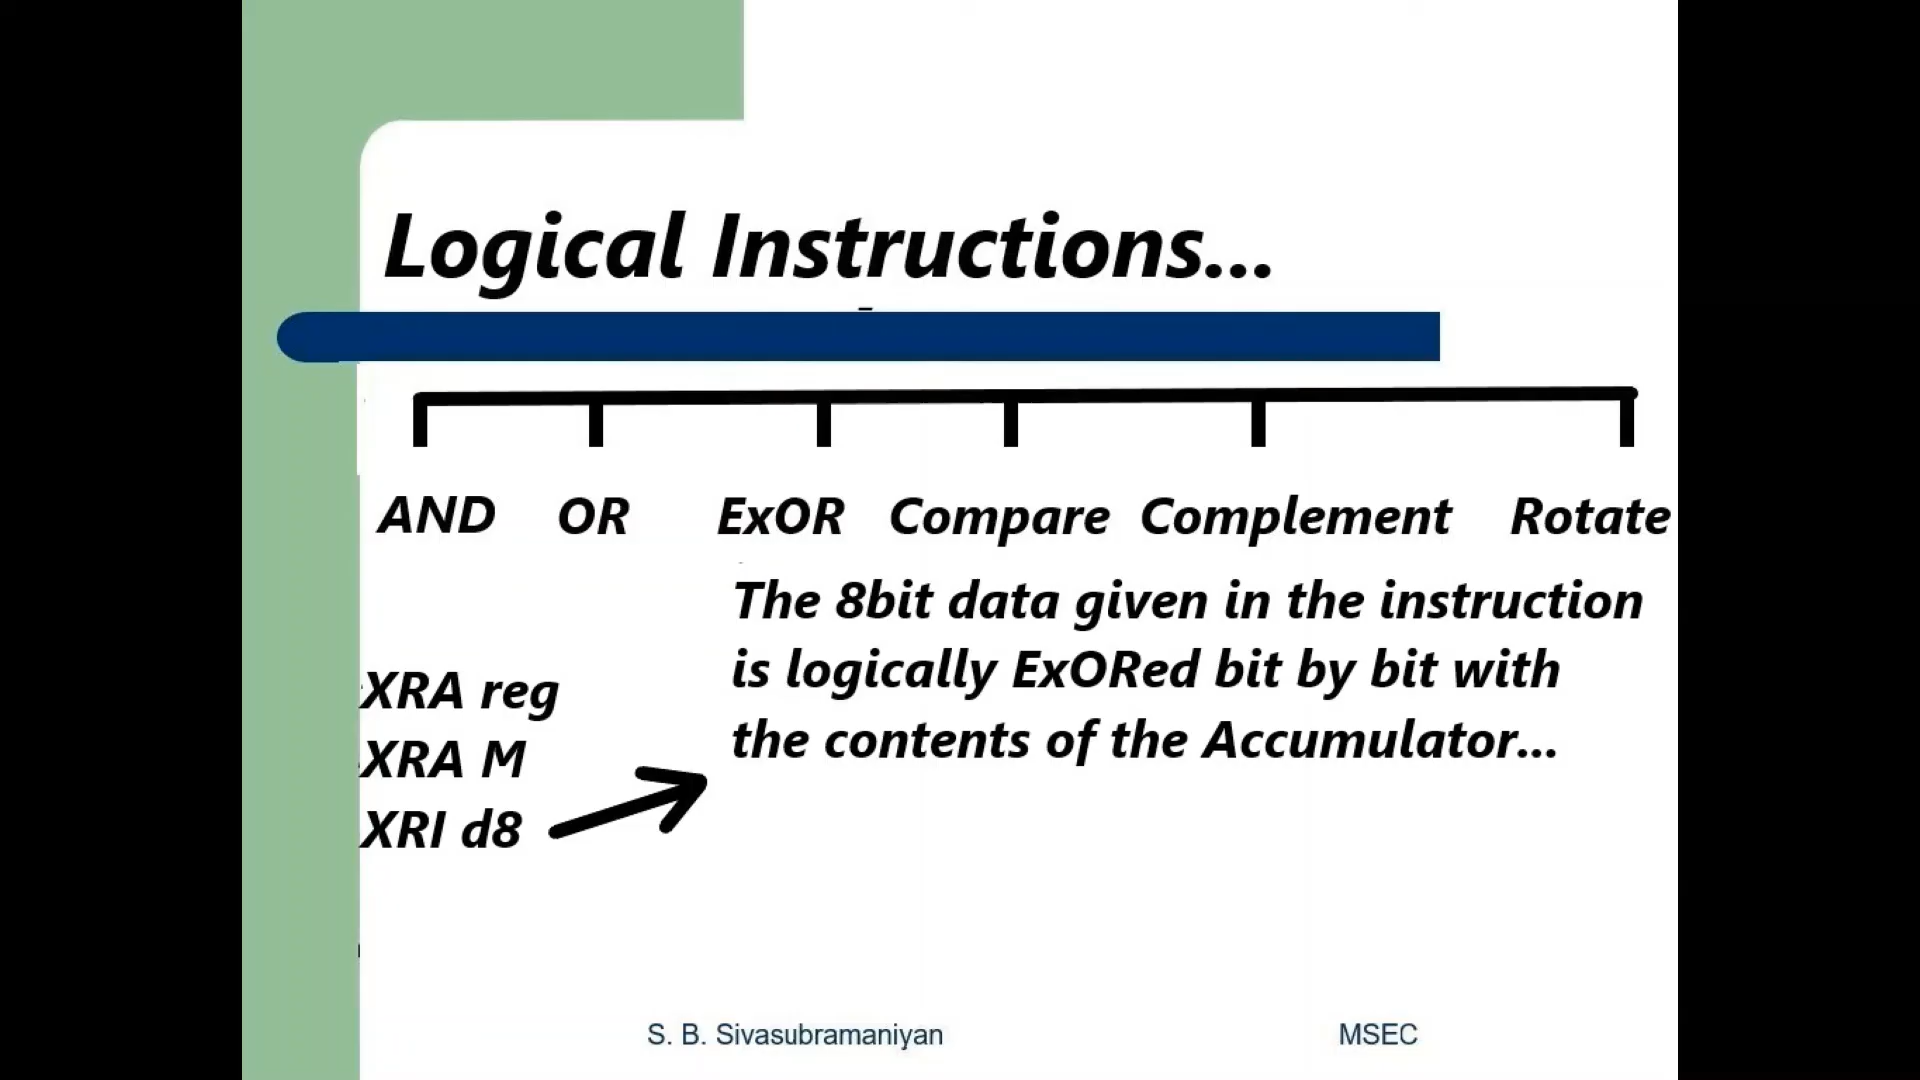 Logical Instructions...
AND OR ExOR Compare Complement Rotate
The 8bit data given in the instruction
is logically ExORed bit by bit with
the contents of the Accumulator...
XRA reg
XRA M
XRI d8
S. B. Sivasubramaniyan MSEC